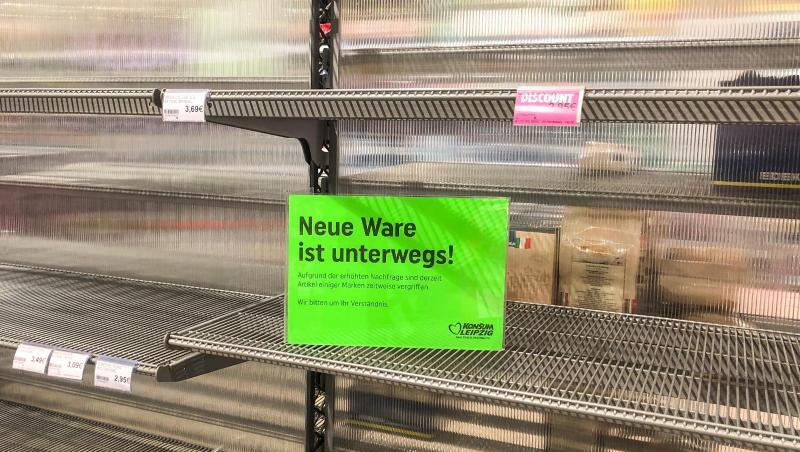 3,69€
DISCOUNT
Neue Ware
ist unterwegs!
Aufgrund der erhöhten Nachfrage sind derzeit
Artikel einiger Marken zeitweise vergriffen.
Wir bitten um Ihr Verständnis.
KONSUM
LEIPZIG
3,49€
3,09€
2,95€